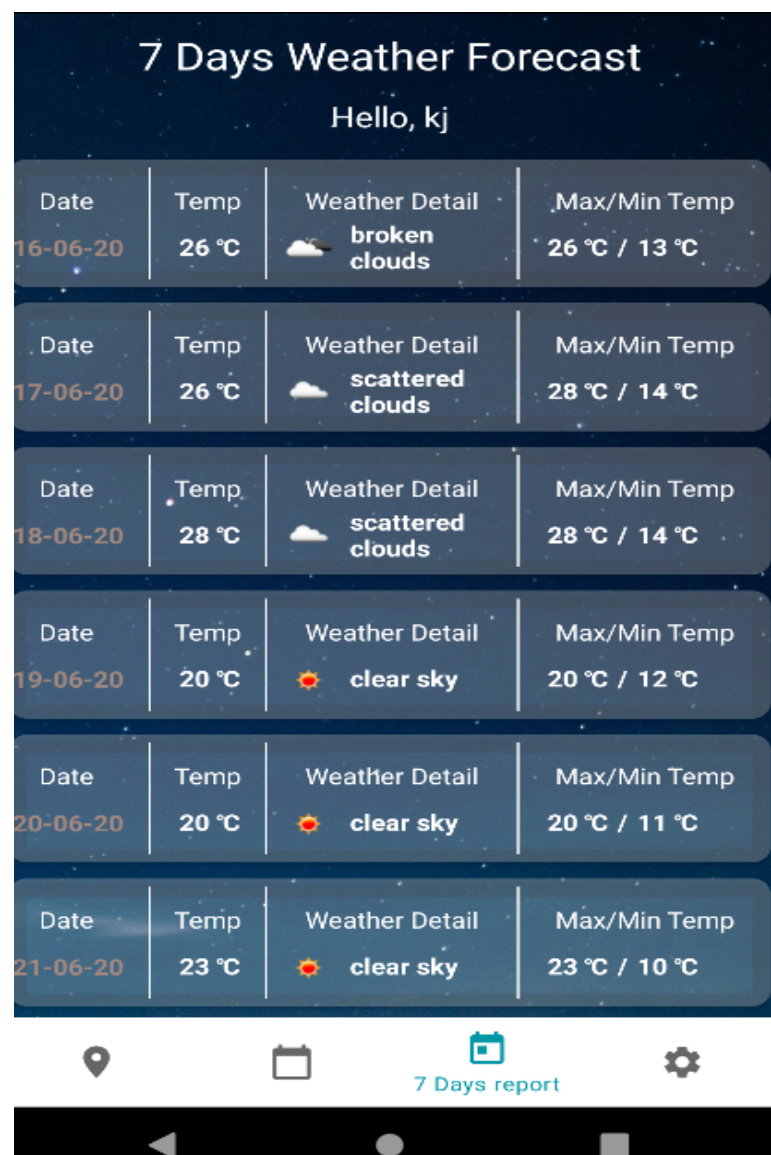 7 Days Weather Forecast
Hello, kj
Date Temp Weather Detail Max/Min Temp
16-06-20 26 °C broken clouds 26 °C / 13 °C
Date Temp Weather Detail Max/Min Temp
17-06-20 26 °C scattered clouds 28 °C / 14 °C
Date Temp Weather Detail Max/Min Temp
18-06-20 28 °C scattered clouds 28 °C / 14 °C
Date Temp Weather Detail Max/Min Temp
19-06-20 20 °C clear sky 20 °C / 12 °C
Date Temp Weather Detail Max/Min Temp
20-06-20 20 °C clear sky 20 °C / 11 °C
Date Temp Weather Detail Max/Min Temp
21-06-20 23 °C clear sky 23 °C / 10 °C
7 Days report